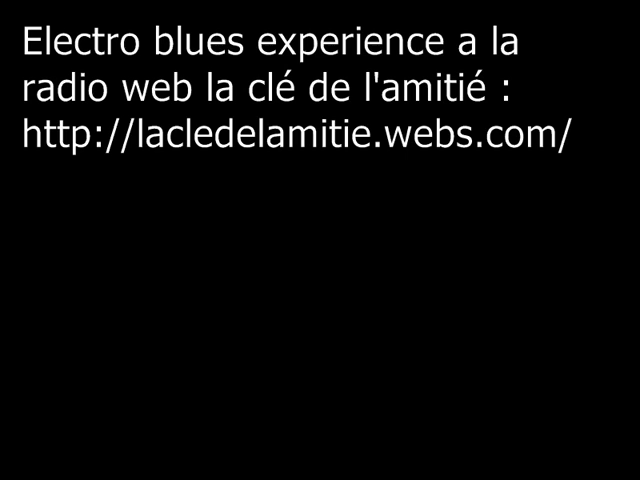 Electro blues experience a la
radio web la clé de l'amitié :
http://lacledelamitie.webs.com/